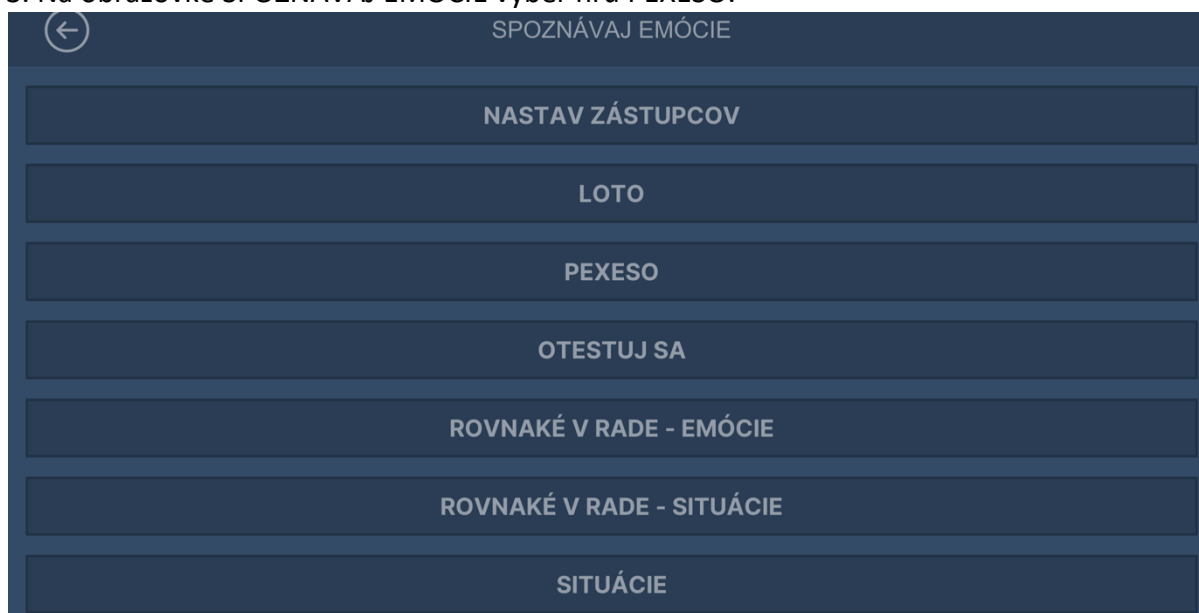 SPOZNÁVAJ EMÓCIE
NASTAV ZÁSTUPCOV
LOTO
PEXESO
OTESTUJ SA
ROVNAKÉ V RADE - EMÓCIE
ROVNAKÉ V RADE - SITUÁCIE
SITUÁCIE